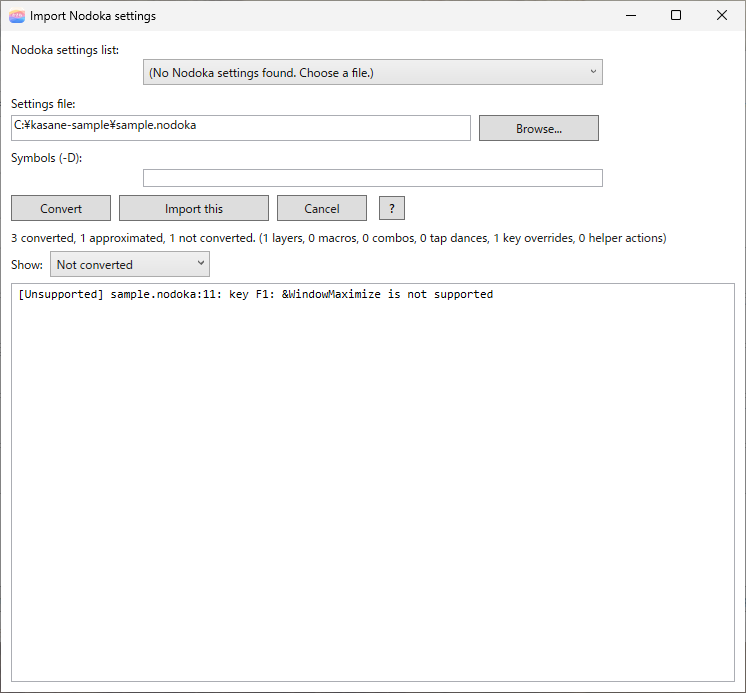 Import Nodoka settings
Nodoka settings list:
(No Nodoka settings found. Choose a file.)
Settings file:
C:¥kasane-sample¥sample.nodoka
Browse...
Symbols (-D):
Convert
Import this
Cancel
?
3 converted, 1 approximated, 1 not converted. (1 layers, 0 macros, 0 combos, 0 tap dances, 1 key overrides, 0 helper actions)
Show:
Not converted
[Unsupported] sample.nodoka:11: key F1: &WindowMaximize is not supported